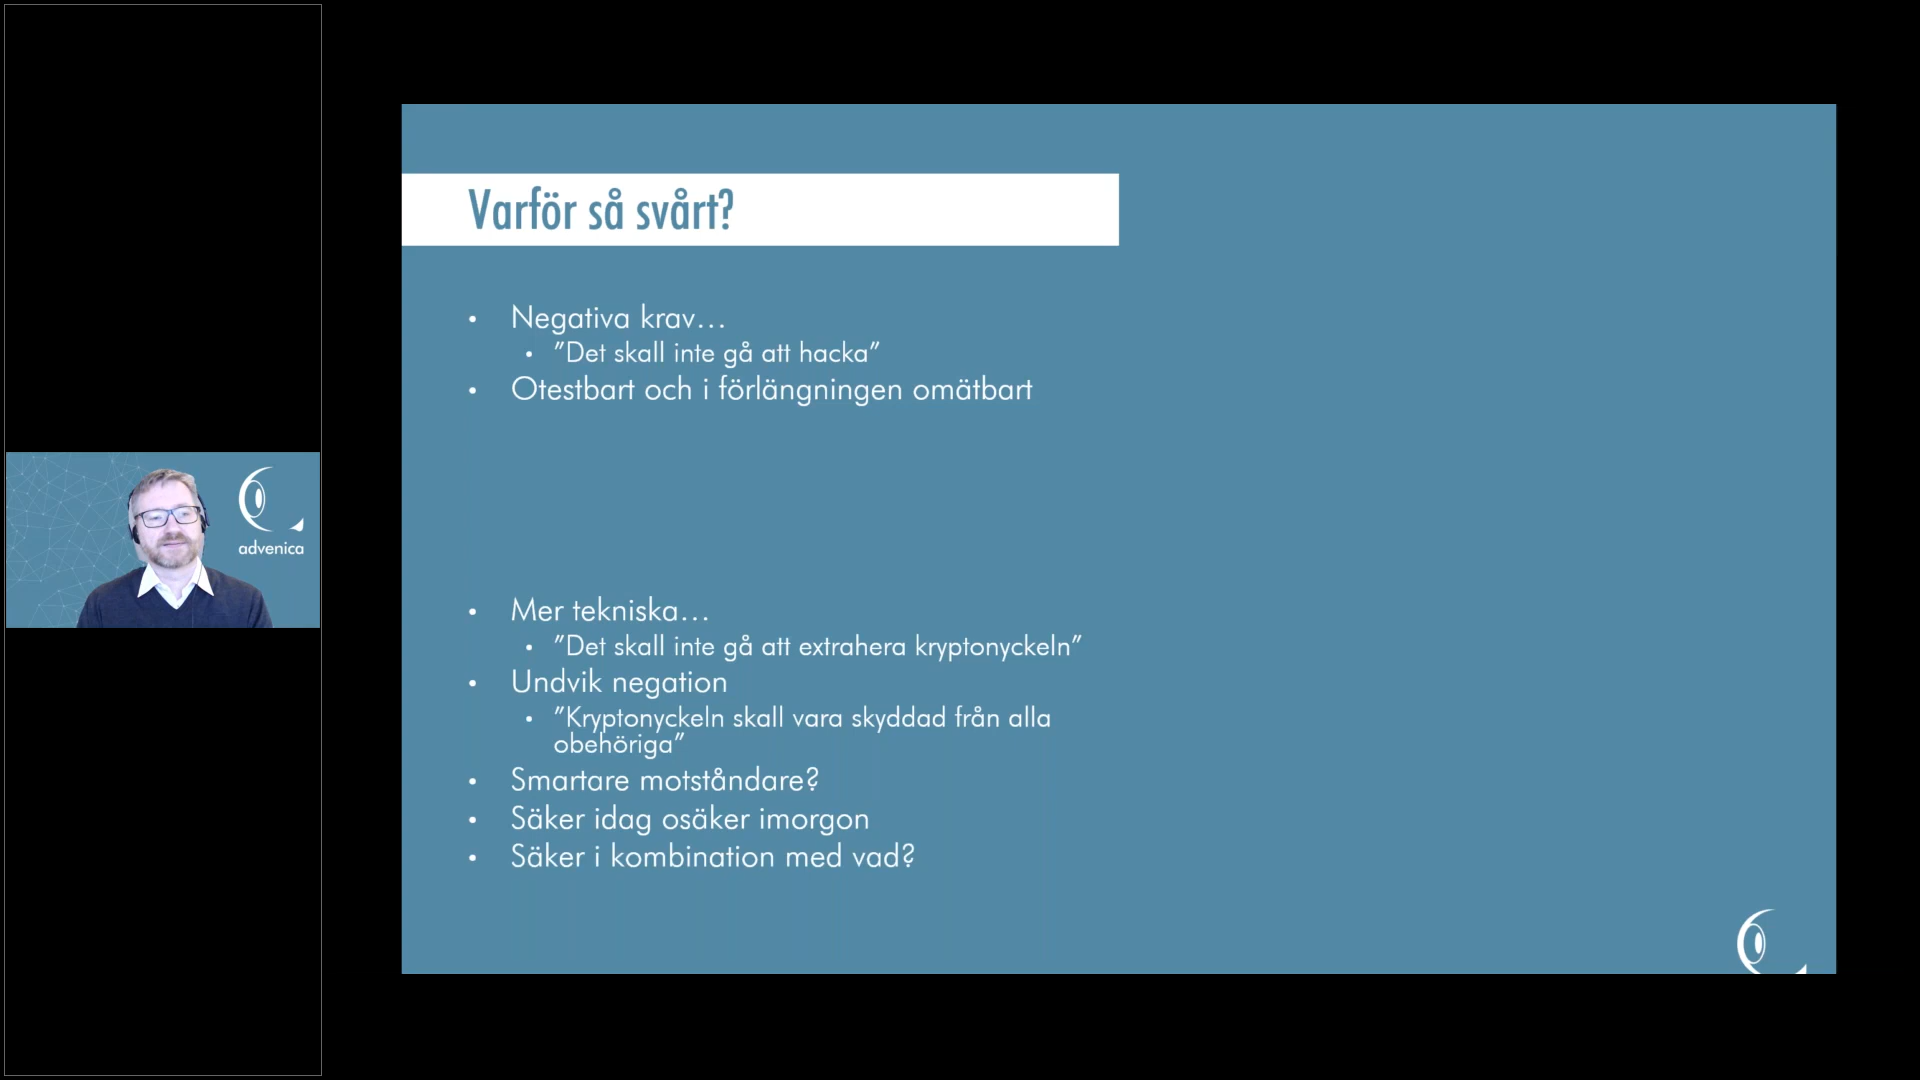 Varför så svårt?
• Negativa krav...
• ”Det skall inte gå att hacka”
• Otestbart och i förlängningen omätbart
• Mer tekniska...
• ”Det skall inte gå att extrahera kryptonyckeln”
• Undvik negation
• ”Kryptonyckeln skall vara skyddad från alla
obehöriga”
• Smartare motståndare?
• Säker idag osäker imorgon
• Säker i kombination med vad?
advenica